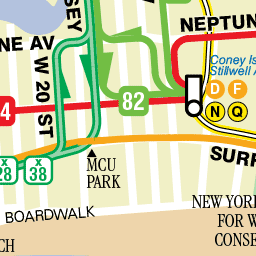 SEY
NEPTUN
NE AV
W 20 ST
Coney Is
Stillwell A
D F
N Q
82
4
SURF
X 28
X 38
MCU
PARK
BOARDWALK
NEW YORK
FOR W
CONSE
CH